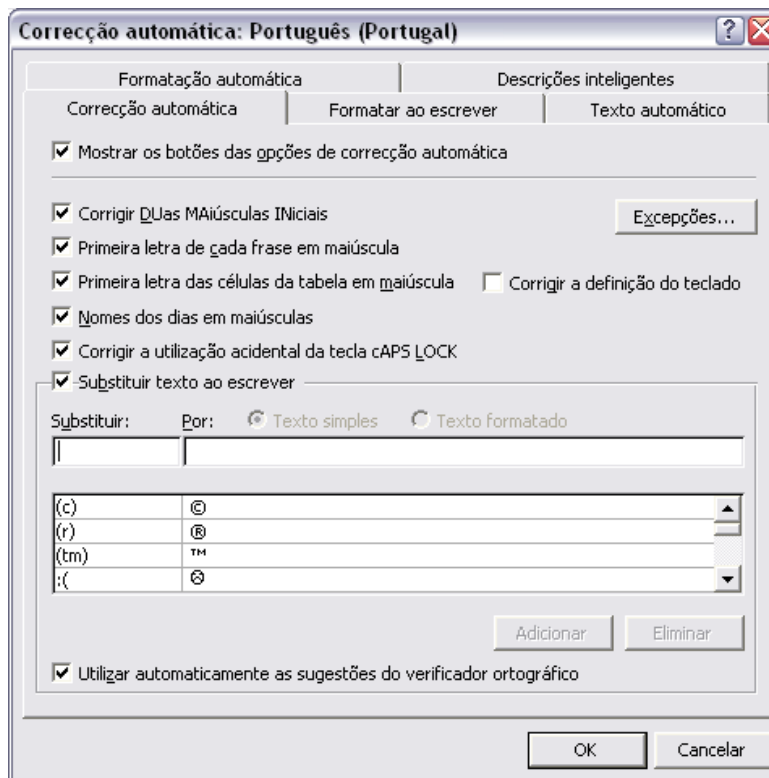 Correcção automática: Português (Portugal)
Formatação automática Descrições inteligentes
Correcção automática Formatar ao escrever Texto automático
Mostrar os botões das opções de correcção automática
Corrigir DUas MAiúsculas INiciais Excepções...
Primeira letra de cada frase em maiúscula
Primeira letra das células da tabela em maiúscula Corrigir a definição do teclado
Nomes dos dias em maiúsculas
Corrigir a utilização acidental da tecla cAPS LOCK
Substituir texto ao escrever
Substituir: Por: Texto simples Texto formatado
(c) ©
(r) ®
(tm) ™
:( ☹
Adicionar Eliminar
Utilizar automaticamente as sugestões do verificador ortográfico
OK Cancelar